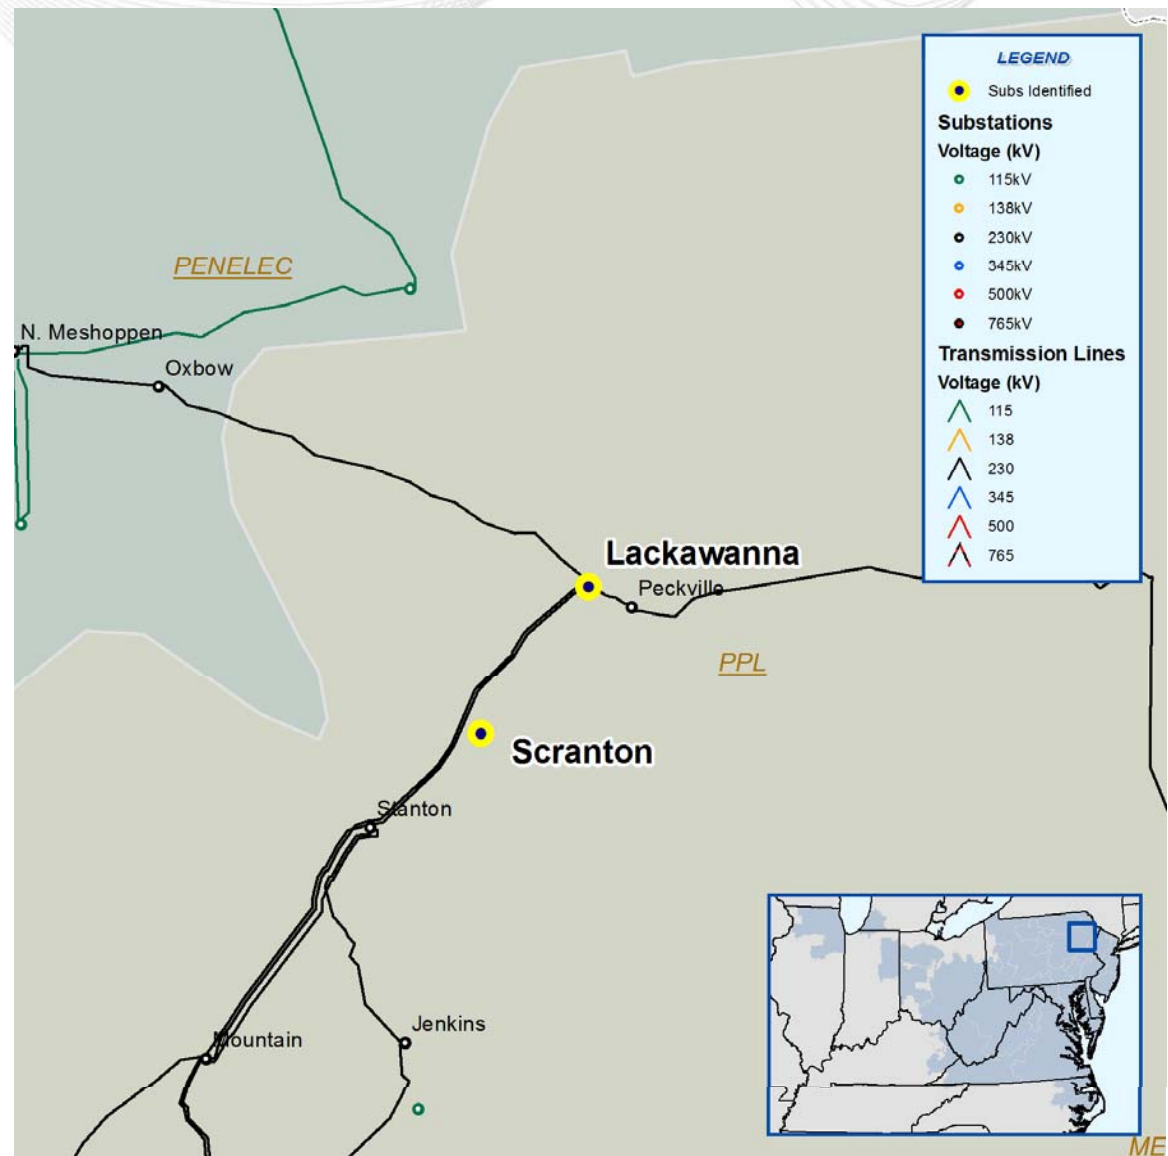 LEGEND
Subs Identified
Substations
Voltage (kV)
115kV
138kV
230kV
345kV
500kV
765kV
Transmission Lines
Voltage (kV)
115
138
230
345
500
765
PENELEC
N. Meshoppen
Oxbow
Lackawanna
Peckville
PPL
Scranton
Stanton
Jenkins
Mountain
ME